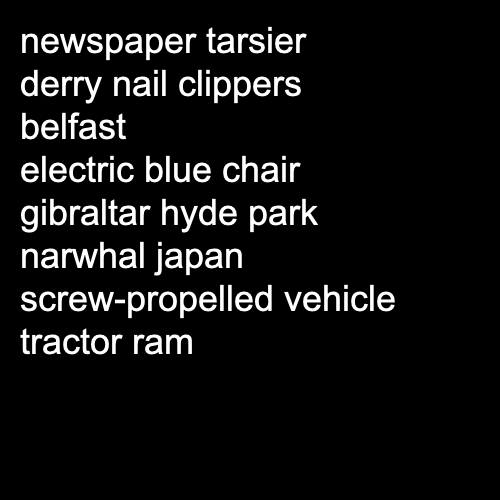 newspaper tarsier
derry nail clippers
belfast
electric blue chair
gibraltar hyde park
narwhal japan
screw-propelled vehicle
tractor ram